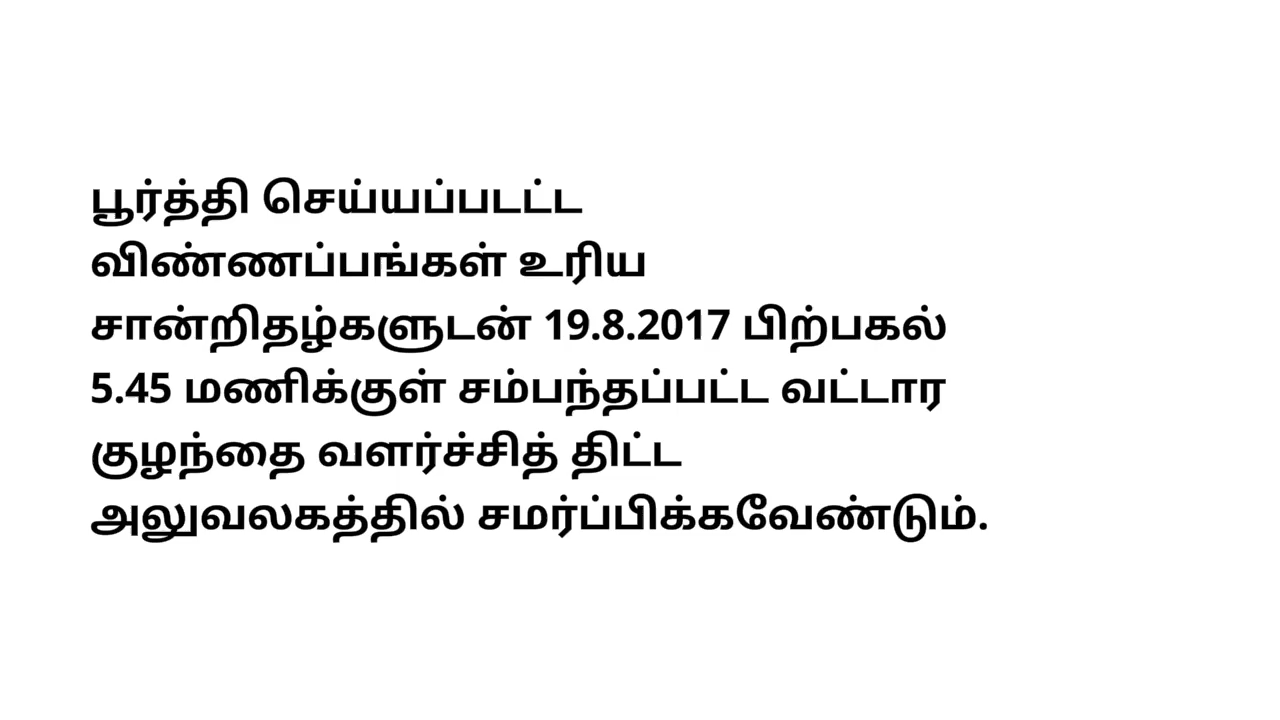 பூர்த்தி செய்யப்படட்ட
விண்ணப்பங்கள் உரிய
சான்றிதழ்களுடன் 19.8.2017 பிற்பகல்
5.45 மணிக்குள் சம்பந்தப்பட்ட வட்டார
குழந்தை வளர்ச்சித் திட்ட
அலுவலகத்தில் சமர்ப்பிக்கவேண்டும்.